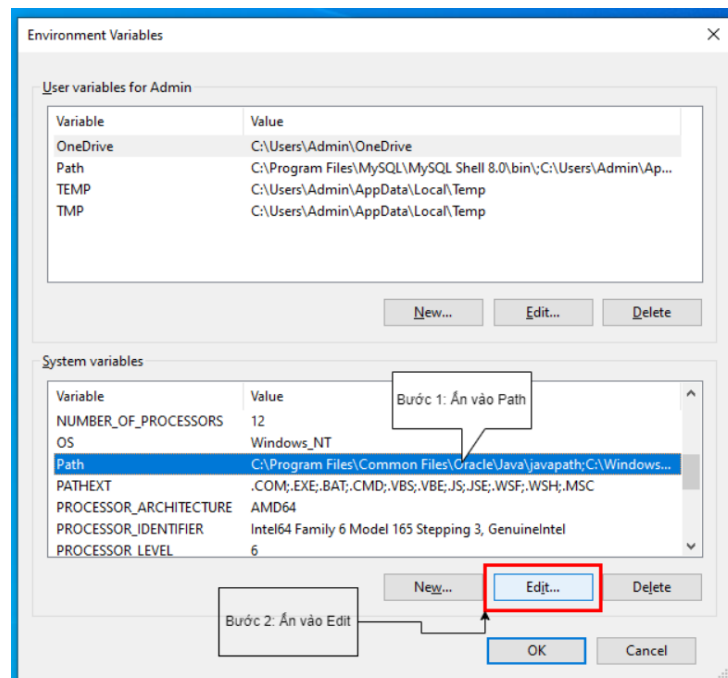 Environment Variables
User variables for Admin
Variable Value
OneDrive C:\Users\Admin\OneDrive
Path C:\Program Files\MySQL\MySQL Shell 8.0\bin\;C:\Users\Admin\Ap...
TEMP C:\Users\Admin\AppData\Local\Temp
TMP C:\Users\Admin\AppData\Local\Temp
New... Edit... Delete
System variables
Variable Value
Bước 1: Ấn vào Path
NUMBER_OF_PROCESSORS 12
OS Windows_NT
Path C:\Program Files\Common Files\Oracle\Java\javapath;C:\Windows...
PATHEXT .COM;.EXE;.BAT;.CMD;.VBS;.VBE;.JS;.JSE;.WSF;.WSH;.MSC
PROCESSOR_ARCHITECTURE AMD64
PROCESSOR_IDENTIFIER Intel64 Family 6 Model 165 Stepping 3, GenuineIntel
PROCESSOR_LEVEL 6
New... Edit... Delete
Bước 2: Ấn vào Edit
OK Cancel